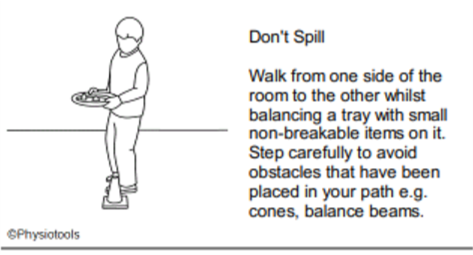 Don't Spill
Walk from one side of the
room to the other whilst
balancing a tray with small
non-breakable items on it.
Step carefully to avoid
obstacles that have been
placed in your path e.g.
cones, balance beams.
©Physiotools